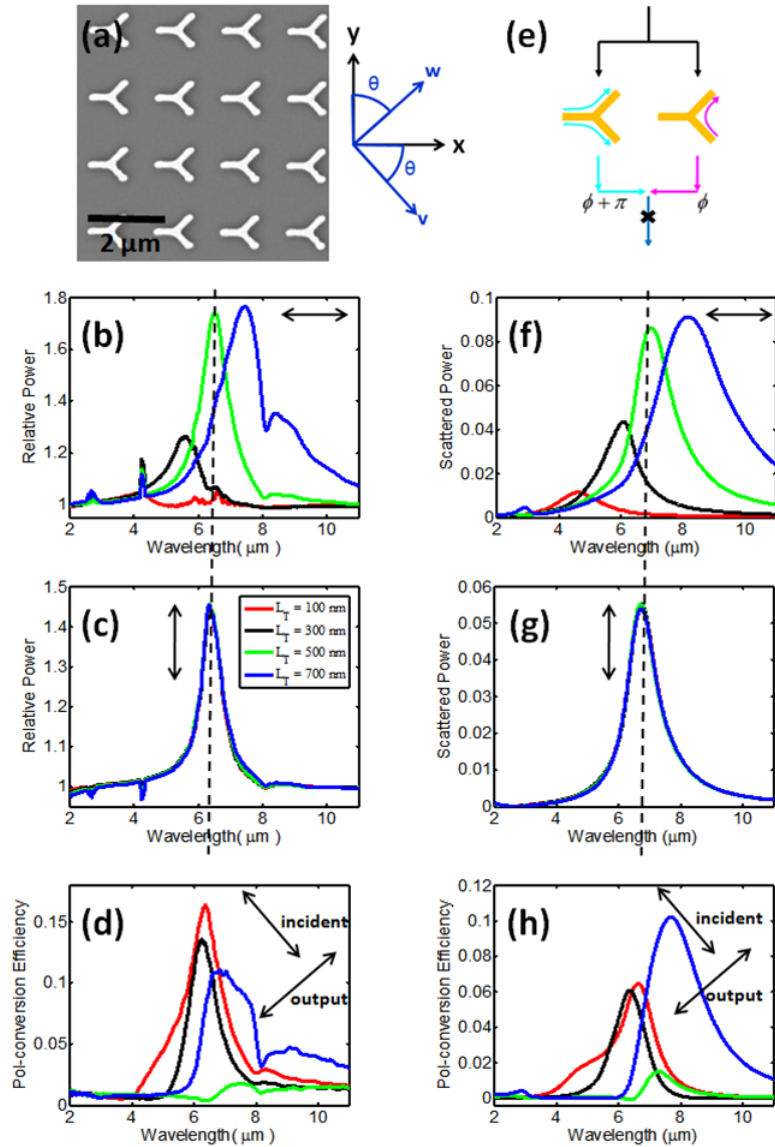 (a)
2 μm
y
θ
w
x
θ
v
(e)
ϕ + π
ϕ
(b)
Relative Power
1.8
1.6
1.4
1.2
1
2 4 6 8 10
Wavelength( μm )
(f)
Scattered Power
0.1
0.08
0.06
0.04
0.02
0
2 4 6 8 10
Wavelength (μm)
(c)
Relative Power
1.5
1.4
1.3
1.2
1.1
1
L_T = 100 nm
L_T = 300 nm
L_T = 500 nm
L_T = 700 nm
2 4 6 8 10
Wavelength( μm )
(g)
Scattered Power
0.06
0.05
0.04
0.03
0.02
0.01
0
2 4 6 8 10
Wavelength (μm)
(d)
Pol-conversion Efficiency
0.15
0.1
0.05
0
incident
output
2 4 6 8 10
Wavelength( μm )
(h)
Pol-conversion Efficiency
0.12
0.1
0.08
0.06
0.04
0.02
0
incident
output
2 4 6 8 10
Wavelength (μm)